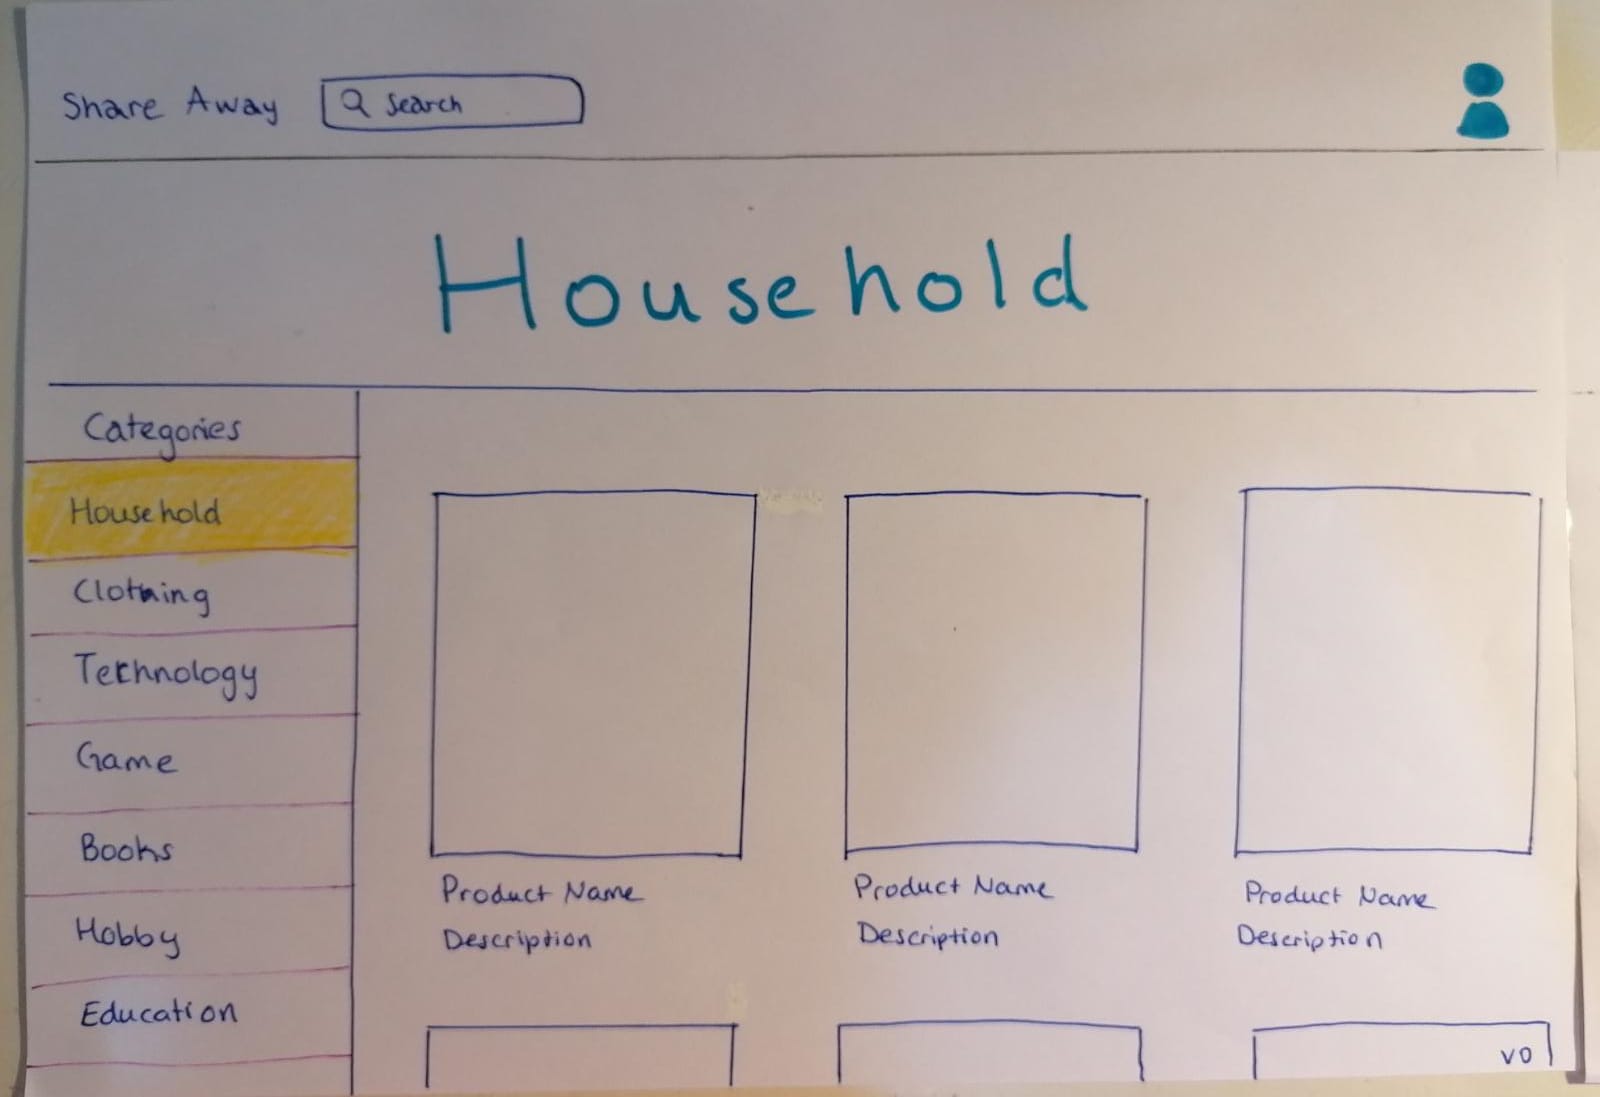 Share Away
Search
Household
Categories
Household
Clothing
Technology
Game
Books
Hobby
Education
Product Name
Description
Product Name
Description
Product Name
Description
VO